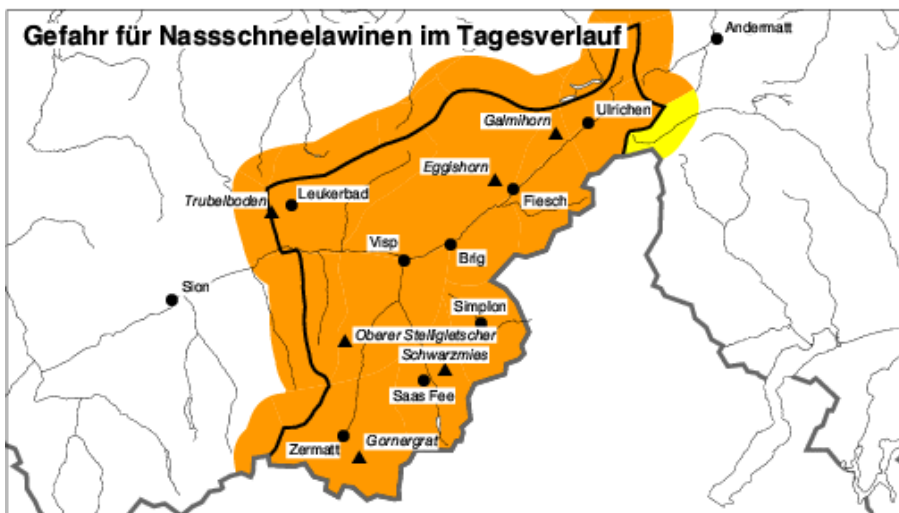 Gefahr für Nassschneelawinen im Tagesverlauf
Andermatt
Ulrichen
Galmihorn
Eggishorn
Fiesch
Leukerbad
Trubelboden
Visp
Brig
Sion
Simplon
Oberer Stelligletscher
Schwarzmies
Saas Fee
Zermatt
Gornergrat